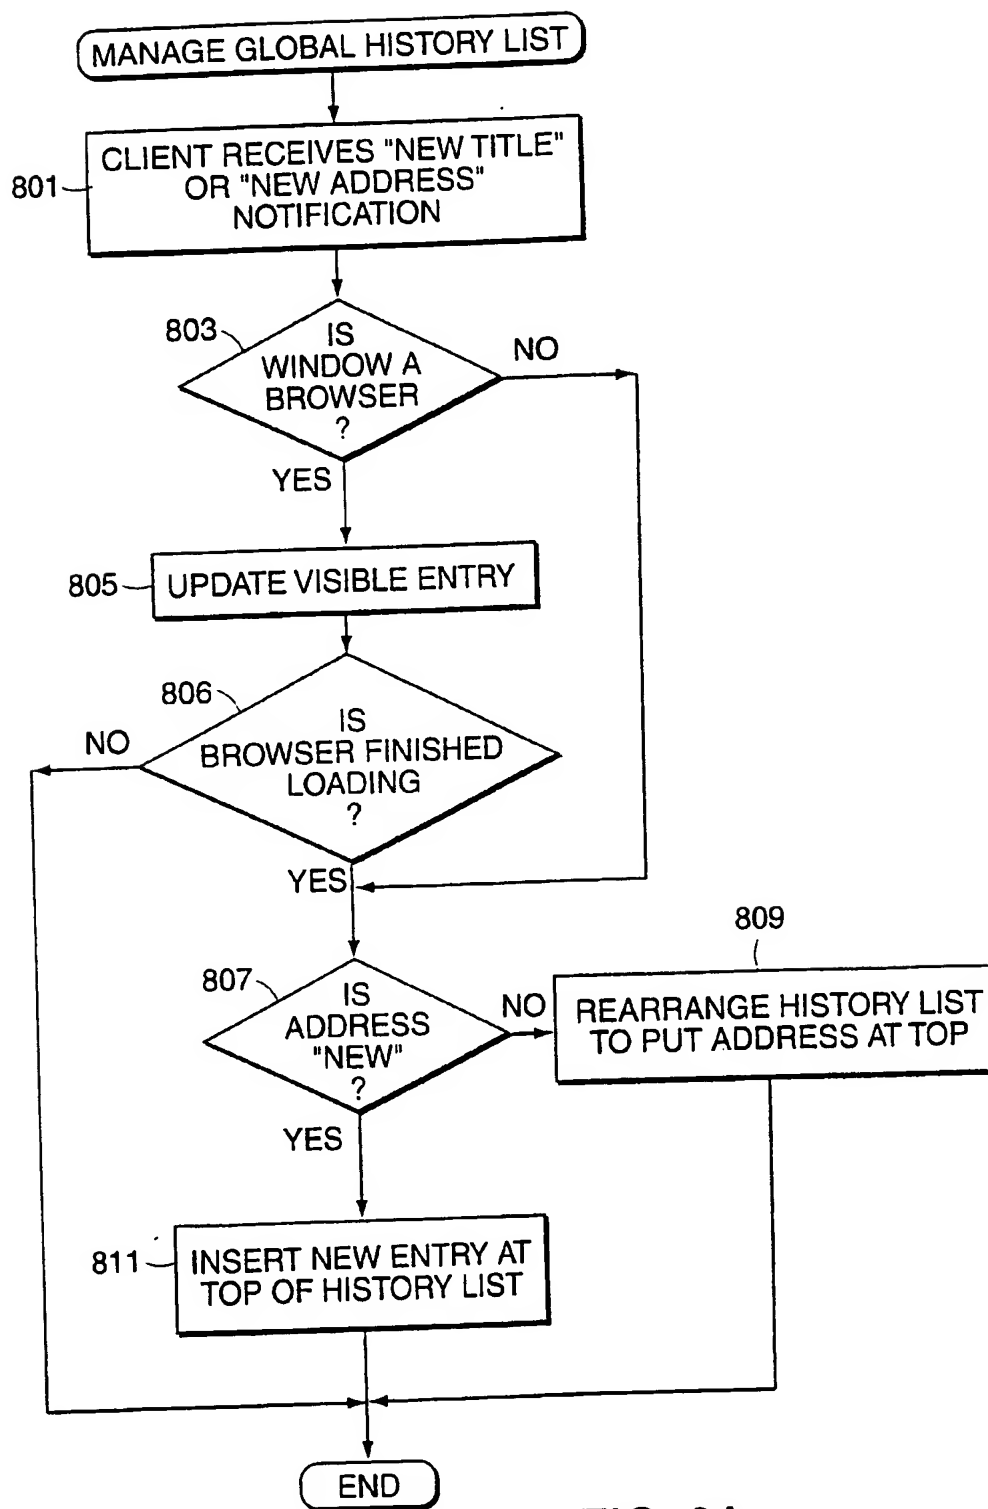 MANAGE GLOBAL HISTORY LIST
CLIENT RECEIVES "NEW TITLE"
OR "NEW ADDRESS"
NOTIFICATION
801
803
IS
WINDOW A
BROWSER
?
NO
YES
805
UPDATE VISIBLE ENTRY
806
IS
BROWSER FINISHED
LOADING
?
NO
YES
809
807
IS
ADDRESS
"NEW"
?
NO
REARRANGE HISTORY LIST
TO PUT ADDRESS AT TOP
YES
811
INSERT NEW ENTRY AT
TOP OF HISTORY LIST
END